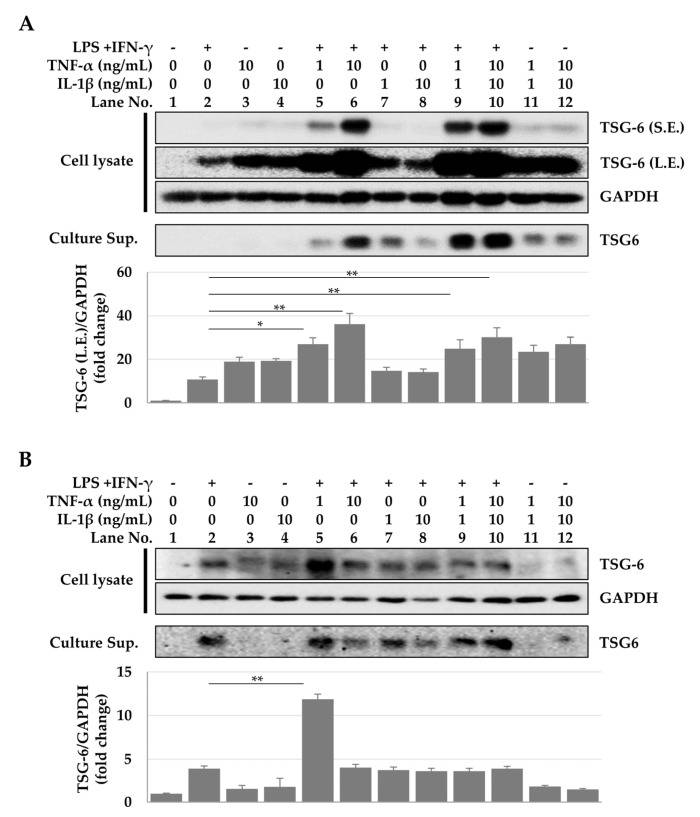 A
LPS +IFN-γ - + - - + + + + + + - -
TNF-α (ng/mL) 0 0 10 0 1 10 0 0 1 10 1 10
IL-1β (ng/mL) 0 0 0 10 0 0 1 10 1 10 1 10
Lane No. 1 2 3 4 5 6 7 8 9 10 11 12
TSG-6 (S.E.)
Cell lysate TSG-6 (L.E.)
GAPDH
Culture Sup. TSG6
TSG-6 (L.E.)/GAPDH
(fold change)
60
40
20
0
**
**
**
*
B
LPS +IFN-γ - + - - + + + + + + - -
TNF-α (ng/mL) 0 0 10 0 1 10 0 0 1 10 1 10
IL-1β (ng/mL) 0 0 0 10 0 0 1 10 1 10 1 10
Lane No. 1 2 3 4 5 6 7 8 9 10 11 12
TSG-6
Cell lysate
GAPDH
Culture Sup. TSG6
TSG-6/GAPDH
(fold change)
15
10
5
0
**